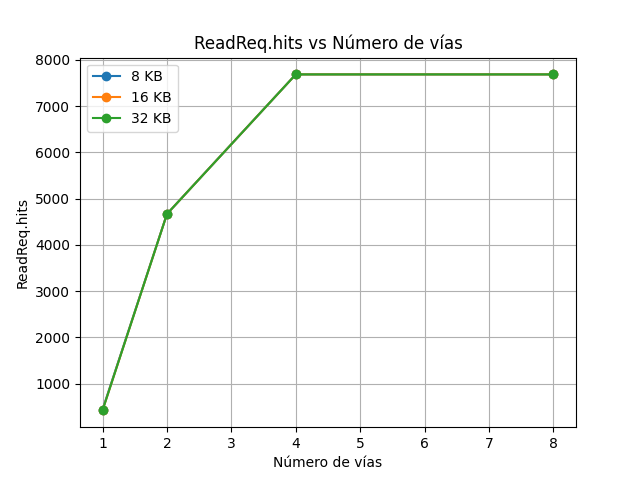 ReadReq.hits vs Número de vías
8000
7000
6000
5000
4000
3000
2000
1000
ReadReq.hits
8 KB
16 KB
32 KB
1 2 3 4 5 6 7 8
Número de vías